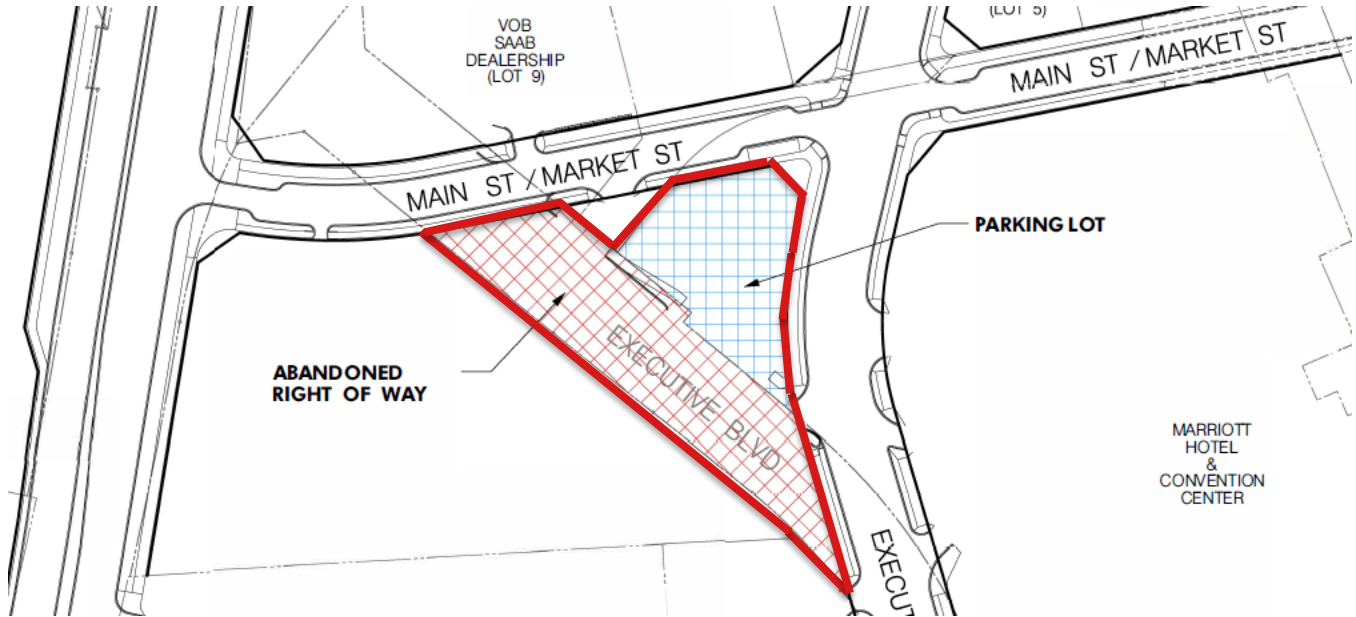 (LOT 5)
VOB
SAAB
DEALERSHIP
(LOT 9)
MAIN ST / MARKET ST
MAIN ST / MARKET ST
PARKING LOT
ABANDONED
RIGHT OF WAY
EXECUTIVE BLVD
MARRIOTT
HOTEL
&
CONVENTION
CENTER
EXECUT